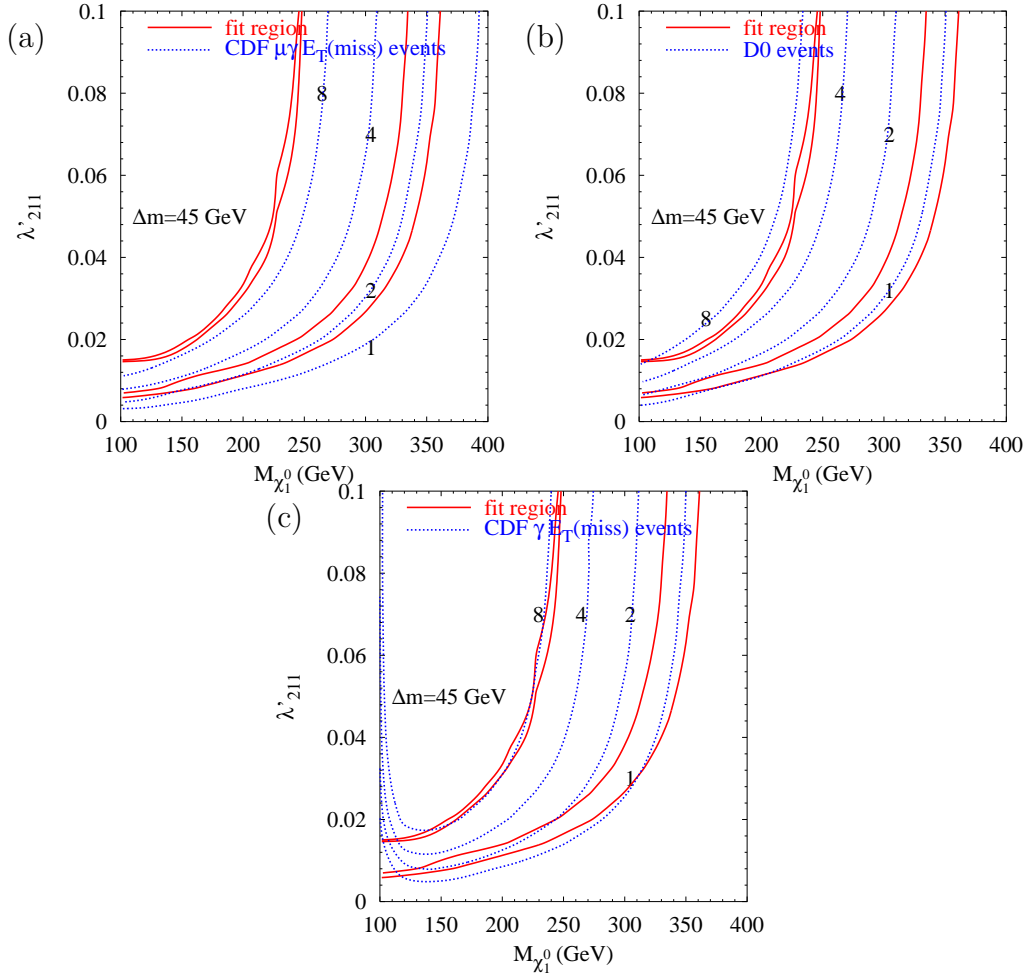 (a)
fit region
CDF μγ E_T(miss) events
0.1
0.08
0.06
0.04
0.02
0
λ'_211
Δm=45 GeV
8
4
2
1
100 150 200 250 300 350 400
M_χ_1^0 (GeV)
(b)
fit region
D0 events
0.1
0.08
0.06
0.04
0.02
0
λ'_211
Δm=45 GeV
4
2
1
8
100 150 200 250 300 350 400
M_χ_1^0 (GeV)
(c)
fit region
CDF γ E_T(miss) events
0.1
0.08
0.06
0.04
0.02
0
λ'_211
Δm=45 GeV
8 4 2
1
100 150 200 250 300 350 400
M_χ_1^0 (GeV)